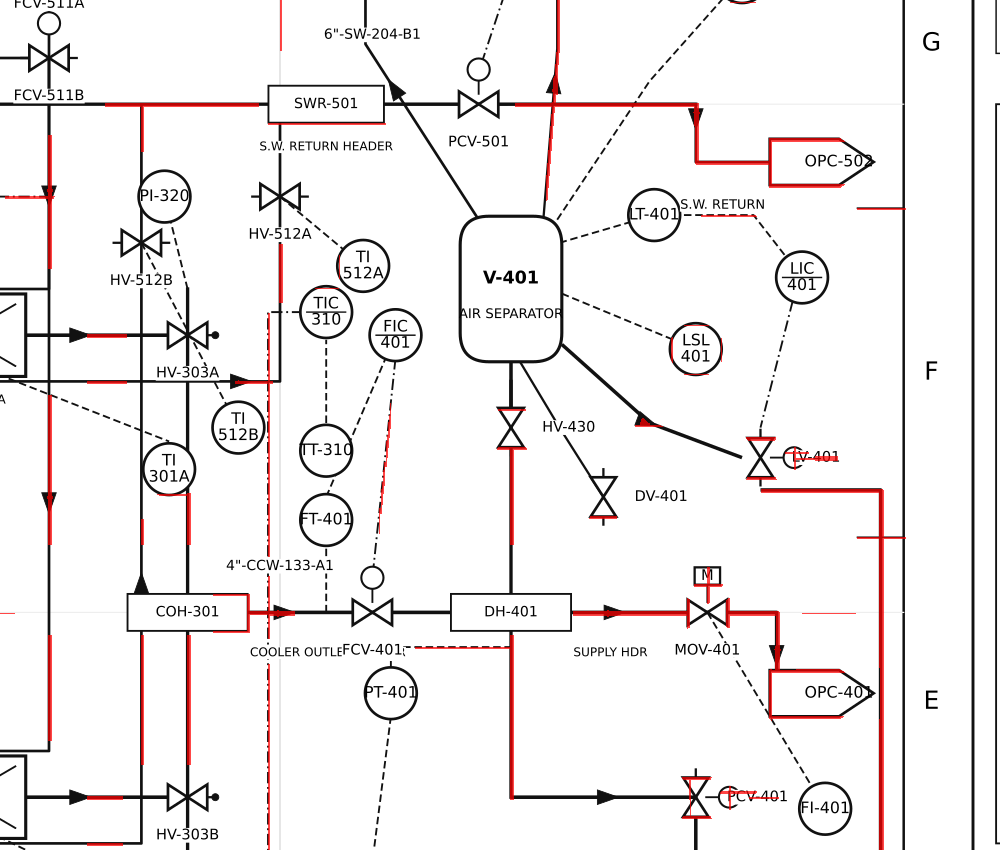 FCV-511A
6"-SW-204-B1
G
FCV-511B
SWR-501
PCV-501
S.W. RETURN HEADER
OPC-502
PI-320
LT-401
S.W. RETURN
HV-512A
TI
512A
HV-512B
V-401
AIR SEPARATOR
LIC
401
TIC
310
FIC
401
LSL
401
HV-303A
F
A
TI
512B
HV-430
TT-310
LV-401
TI
301A
DV-401
FT-401
4"-CCW-133-A1
M
COH-301
DH-401
COOLER OUTLE
FCV-401
SUPPLY HDR
MOV-401
PT-401
OPC-401
E
PCV-401
FI-401
HV-303B